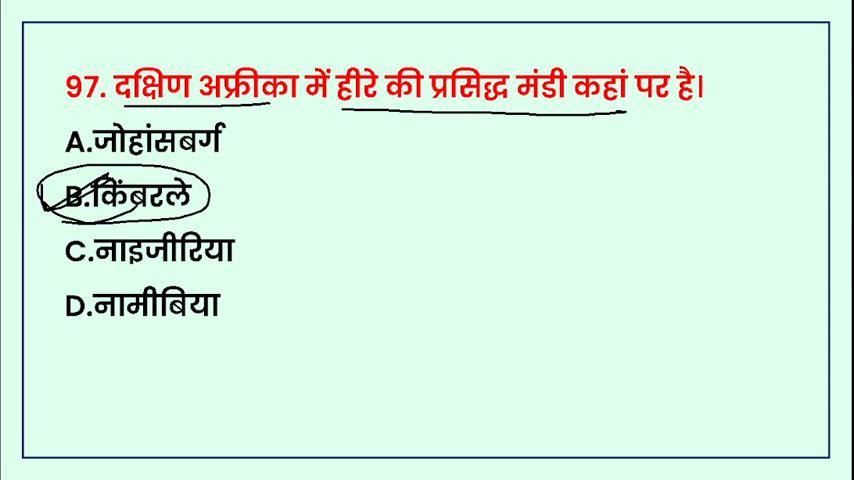 97. दक्षिण अफ्रीका में हीरे की प्रसिद्ध मंडी कहां पर है।
A.जोहांसबर्ग
B.किंबरले
C.नाइजीरिया
D.नामीबिया